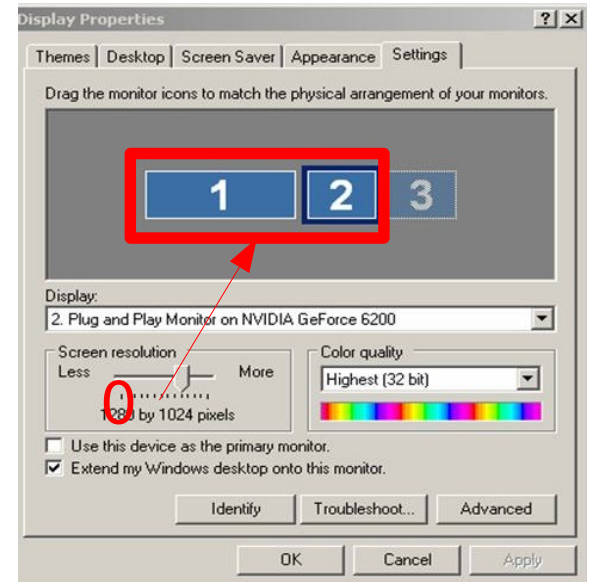 Display Properties
Themes Desktop Screen Saver Appearance Settings
Drag the monitor icons to match the physical arrangement of your monitors.
1 2 3
Display:
2. Plug and Play Monitor on NVIDIA GeForce 6200
Screen resolution
Less More
0
1280 by 1024 pixels
Color quality
Highest (32 bit)
Use this device as the primary monitor.
Extend my Windows desktop onto this monitor.
Identify Troubleshoot... Advanced
OK Cancel Apply